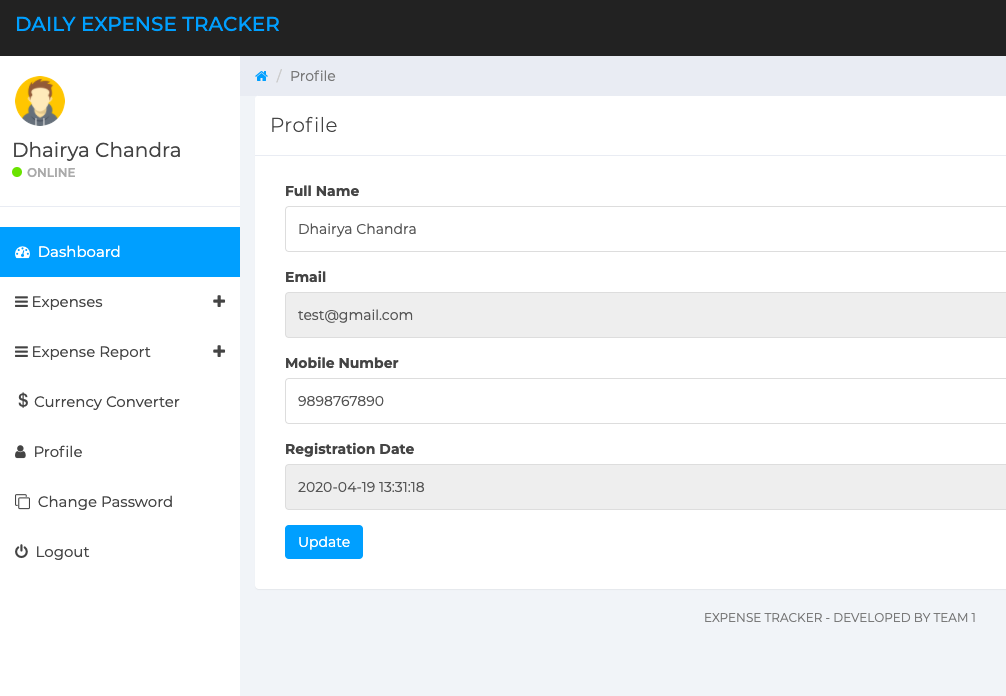 DAILY EXPENSE TRACKER
Dhairya Chandra
ONLINE
Dashboard
Expenses
Expense Report
$ Currency Converter
Profile
Change Password
Logout
/ Profile
Profile
Full Name
Dhairya Chandra
Email
test@gmail.com
Mobile Number
9898767890
Registration Date
2020-04-19 13:31:18
Update
EXPENSE TRACKER - DEVELOPED BY TEAM 1